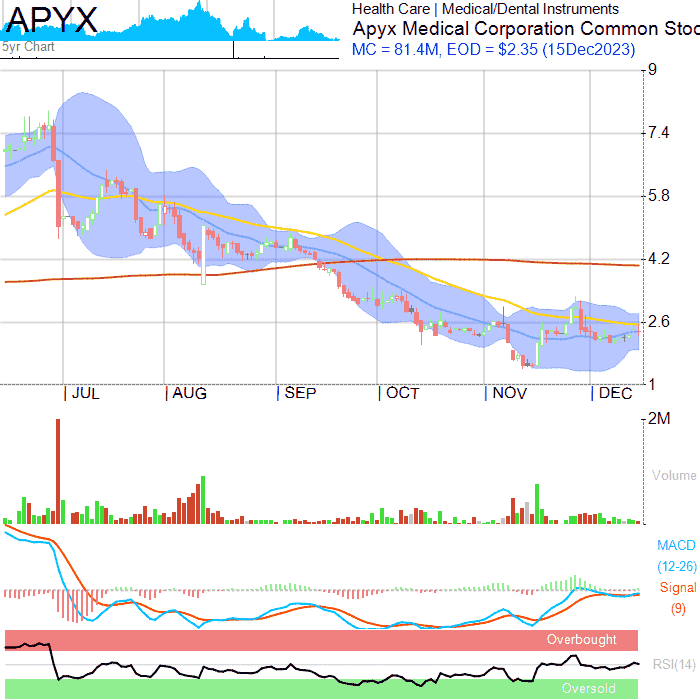 APYX
5yr Chart
Health Care | Medical/Dental Instruments
Apyx Medical Corporation Common Stoc
MC = 81.4M, EOD = $2.35 (15Dec2023)
9
7.4
5.8
4.2
2.6
1
| JUL | AUG | SEP | OCT | NOV | DEC
2M
Volume
MACD
(12-26)
Signal
(9)
Overbought
RSI(14)
Oversold